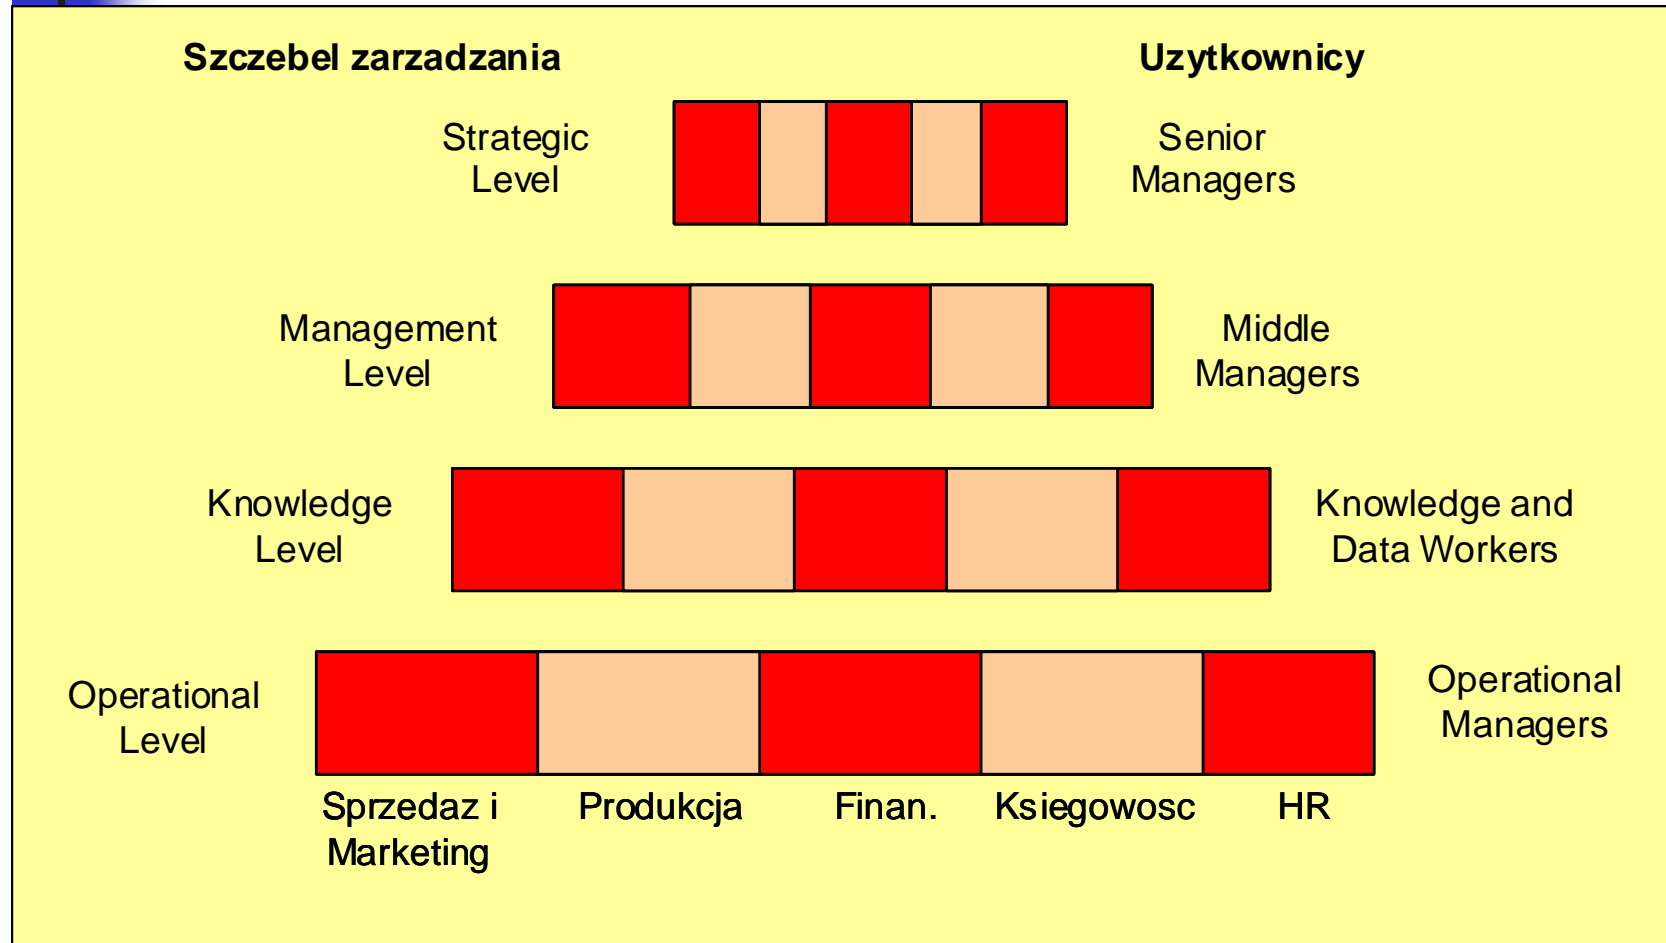 Szczebel zarzadzania
Uzytkownicy
Strategic
Level
Senior
Managers
Management
Level
Middle
Managers
Knowledge
Level
Knowledge and
Data Workers
Operational
Level
Operational
Managers
Sprzedaz i
Marketing
Produkcja
Finan.
Ksiegowosc
HR